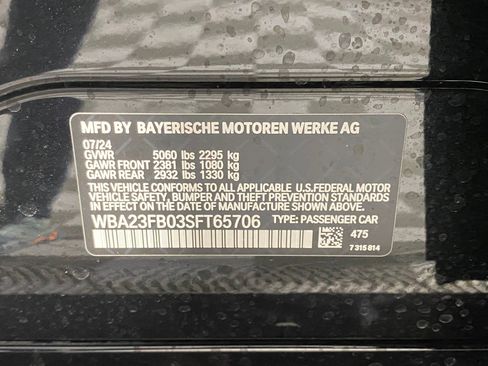 MFD BY BAYERISCHE MOTOREN WERKE AG
07/24
GVWR 5060 lbs 2295 kg
GAWR FRONT 2381 lbs 1080 kg
GAWR REAR 2932 lbs 1330 kg
THIS VEHICLE CONFORMS TO ALL APPLICABLE U.S.FEDERAL MOTOR
VEHICLE SAFETY, BUMPER AND THEFT PREVENTION STANDARDS
IN EFFECT ON THE DATE OF MANUFACTURE SHOWN ABOVE.
WBA23FB03SFT65706 TYPE: PASSENGER CAR
475
7 315 814